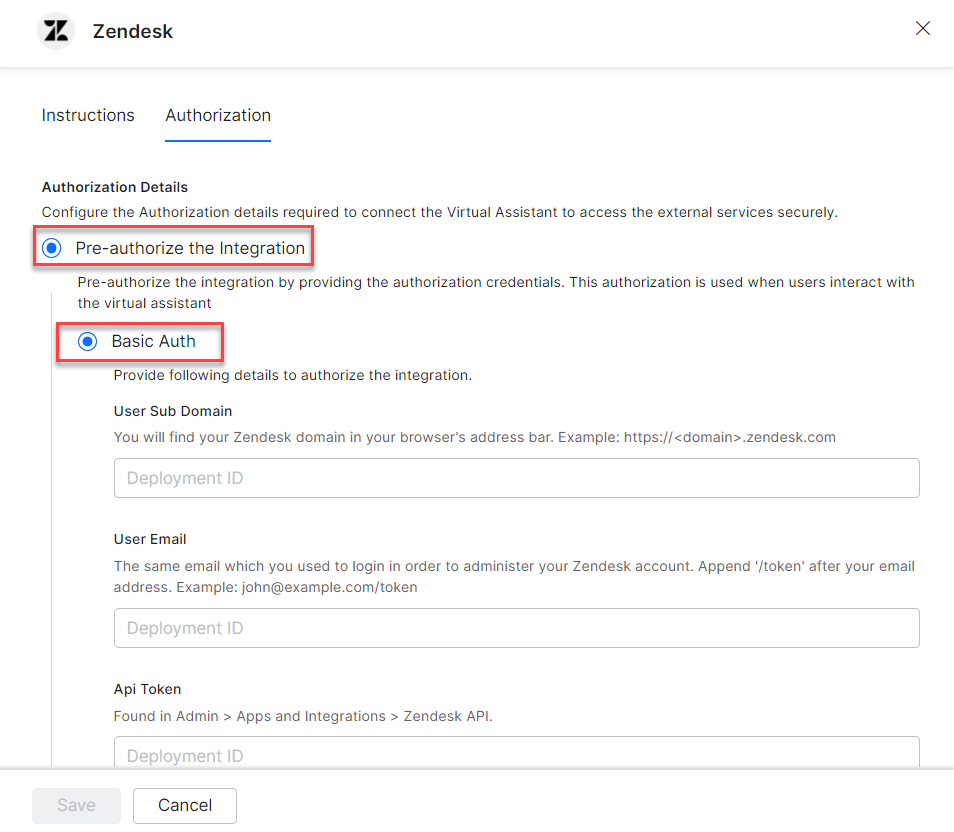 Zendesk
Instructions
Authorization
Authorization Details
Configure the Authorization details required to connect the Virtual Assistant to access the external services securely.
Pre-authorize the Integration
Pre-authorize the integration by providing the authorization credentials. This authorization is used when users interact with
the virtual assistant
Basic Auth
Provide following details to authorize the integration.
User Sub Domain
You will find your Zendesk domain in your browser's address bar. Example: https://<domain>.zendesk.com
Deployment ID
User Email
The same email which you used to login in order to administer your Zendesk account. Append '/token' after your email
address. Example: john@example.com/token
Deployment ID
Api Token
Found in Admin > Apps and Integrations > Zendesk API.
Deployment ID
Save
Cancel